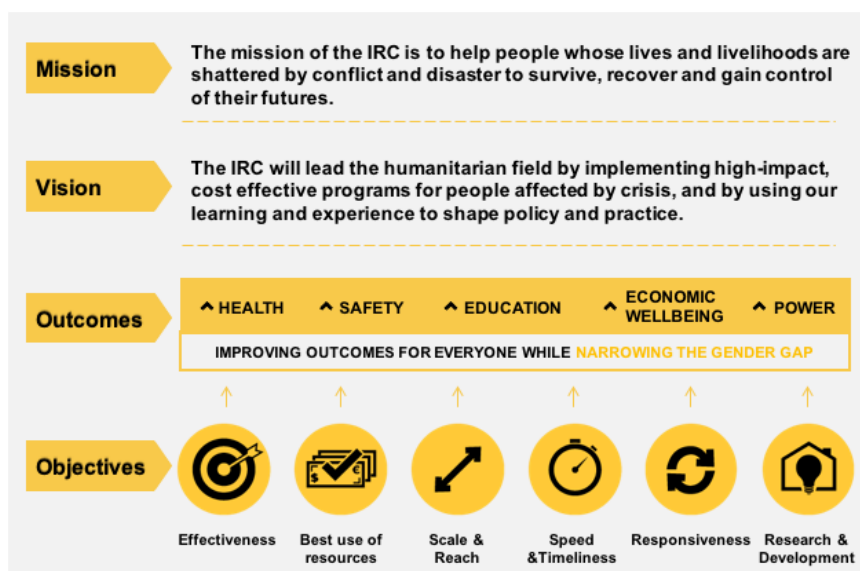 Mission
The mission of the IRC is to help people whose lives and livelihoods are
shattered by conflict and disaster to survive, recover and gain control
of their futures.
Vision
The IRC will lead the humanitarian field by implementing high-impact,
cost effective programs for people affected by crisis, and by using our
learning and experience to shape policy and practice.
Outcomes
HEALTH
SAFETY
EDUCATION
ECONOMIC
WELLBEING
POWER
IMPROVING OUTCOMES FOR EVERYONE WHILE NARROWING THE GENDER GAP
Objectives
$ €
Effectiveness
Best use of
resources
Scale &
Reach
Speed
&Timeliness
Responsiveness
Research &
Development